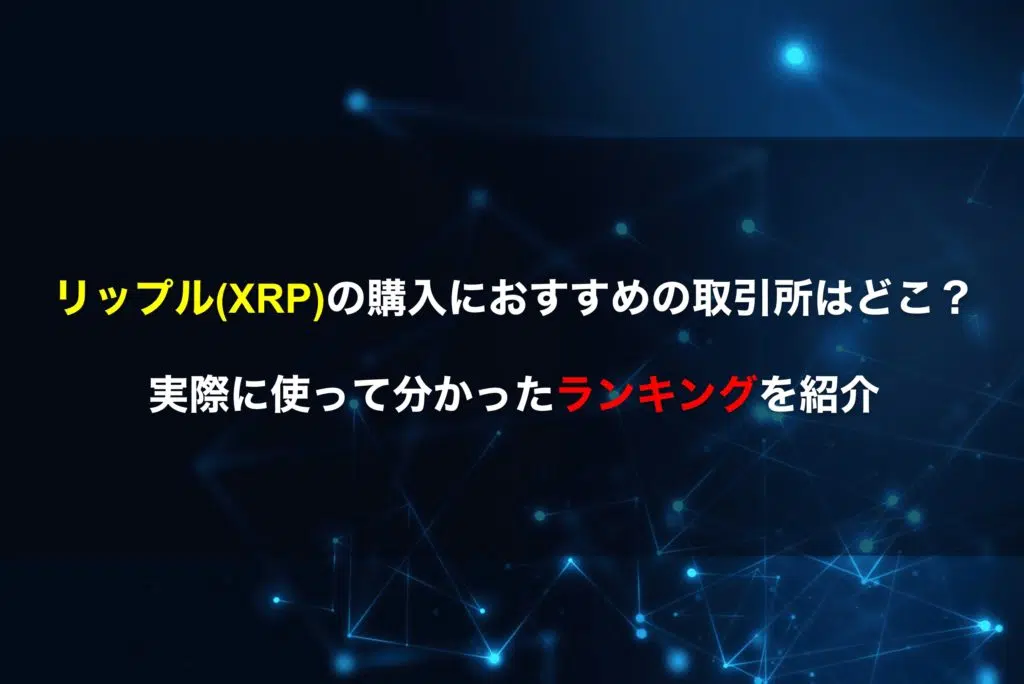 リップル(XRP)の購入におすすめの取引所はどこ？
実際に使って分かったランキングを紹介